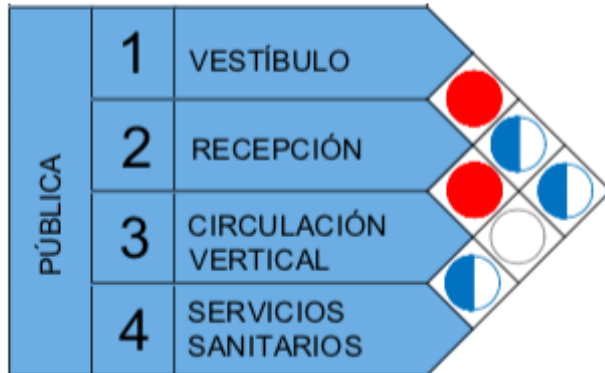 PÚBLICA
1 VESTÍBULO
2 RECEPCIÓN
3 CIRCULACIÓN
VERTICAL
4 SERVICIOS
SANITARIOS